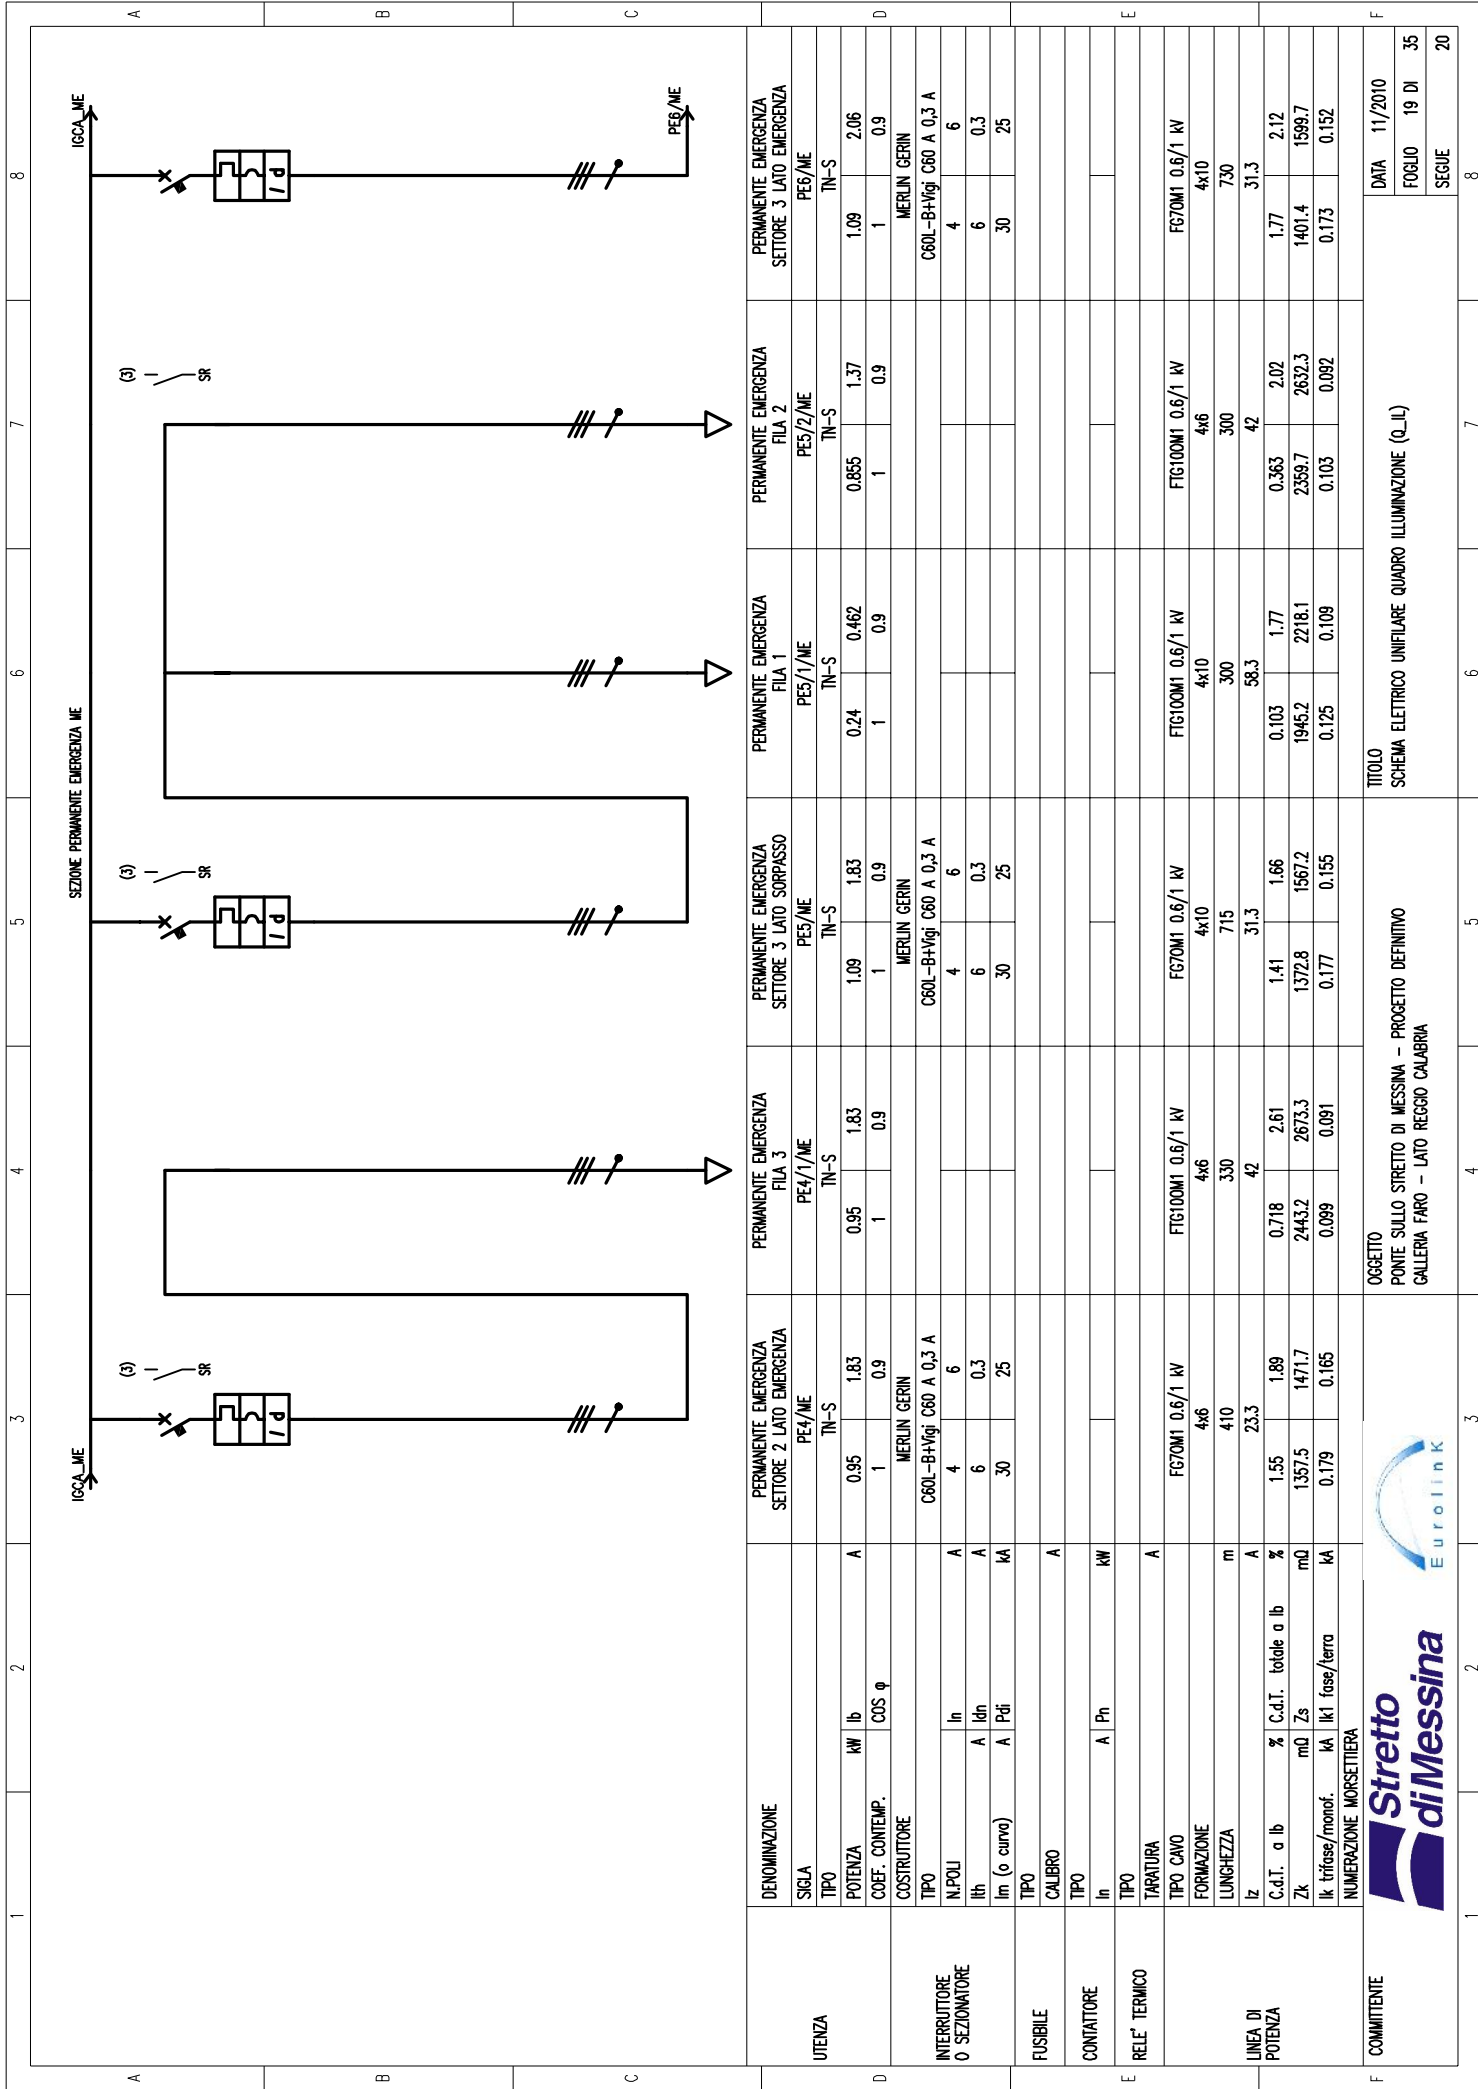 1 2 3 4 5 6 7 8
A
B
C
D
E
F
SEZIONE PERMANENTE EMERGENZA ME
IGCA_ME
IGCA_ME
(3)
SR
(3)
SR
(3)
SR
PE6/ME
UTENZA
DENOMINAZIONE
PERMANENTE EMERGENZA
SETTORE 2 LATO EMERGENZA
PERMANENTE EMERGENZA
FILA 3
PERMANENTE EMERGENZA
SETTORE 3 LATO SORPASSO
PERMANENTE EMERGENZA
FILA 1
PERMANENTE EMERGENZA
FILA 2
PERMANENTE EMERGENZA
SETTORE 3 LATO EMERGENZA
SIGLA PE4/ME PE4/1/ME PE5/ME PE5/1/ME PE5/2/ME PE6/ME
TIPO TN-S TN-S TN-S TN-S TN-S TN-S
POTENZA kW Ib A 0.95 1.83 0.95 1.83 1.09 1.83 0.24 0.462 0.855 1.37 1.09 2.06
COEF. CONTEMP. COS φ 1 0.9 1 0.9 1 0.9 1 0.9 1 0.9 1 0.9
INTERRUTTORE
O SEZIONATORE
COSTRUTTORE MERLIN GERIN MERLIN GERIN MERLIN GERIN
TIPO C60L-B+Vigi C60 A 0,3 A C60L-B+Vigi C60 A 0,3 A C60L-B+Vigi C60 A 0,3 A
N.POLI In A 4 6 4 6 4 6
Ith A Idn A 6 0.3 6 0.3 6 0.3
Im (o curva) A Pdi kA 30 25 30 25 30 25
FUSIBILE
TIPO
CALIBRO A
CONTATTORE
TIPO
In A Pn kW
RELE' TERMICO
TIPO
TARATURA A
LINEA DI
POTENZA
TIPO CAVO FG7OM1 0.6/1 kV FTG10OM1 0.6/1 kV FG7OM1 0.6/1 kV FTG10OM1 0.6/1 kV FTG10OM1 0.6/1 kV FG7OM1 0.6/1 kV
FORMAZIONE 4x6 4x6 4x10 4x10 4x6 4x10
LUNGHEZZA m 410 330 715 300 300 730
Iz A 23.3 42 31.3 58.3 42 31.3
C.d.T. a Ib % C.d.T. totale a Ib % 1.55 1.89 0.718 2.61 1.41 1.66 0.103 1.77 0.363 2.02 1.77 2.12
Zk mΩ Zs mΩ 1357.5 1471.7 2443.2 2673.3 1372.8 1567.2 1945.2 2218.1 2359.7 2632.3 1401.4 1599.7
Ik trifase/monof. kA Ik1 fase/terra kA 0.179 0.165 0.099 0.091 0.177 0.155 0.125 0.109 0.103 0.092 0.173 0.152
NUMERAZIONE MORSETTIERA
COMMITTENTE
Stretto
di Messina
Eurolink
OGGETTO
PONTE SULLO STRETTO DI MESSINA - PROGETTO DEFINITIVO
GALLERIA FARO - LATO REGGIO CALABRIA
TITOLO
SCHEMA ELETTRICO UNIFILARE QUADRO ILLUMINAZIONE (Q_IL)
DATA 11/2010
FOGLIO 19 DI 35
SEGUE 20
A
B
C
D
E
F
1 2 3 4 5 6 7 8